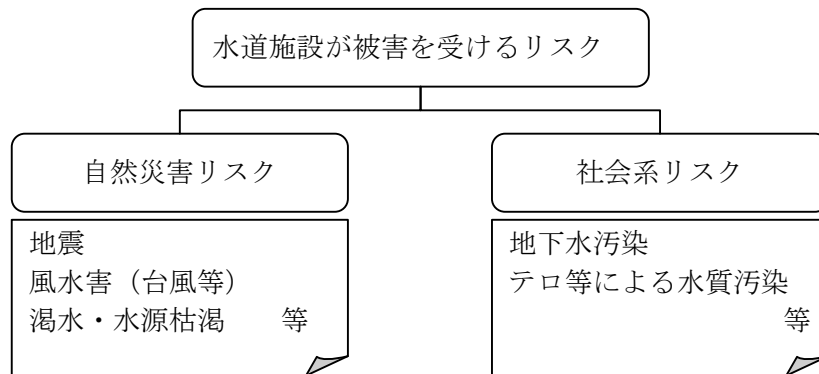 水道施設が被害を受けるリスク
自然災害リスク
地震
風水害（台風等）
渇水・水源枯渇　　等
社会系リスク
地下水汚染
テロ等による水質汚染
等